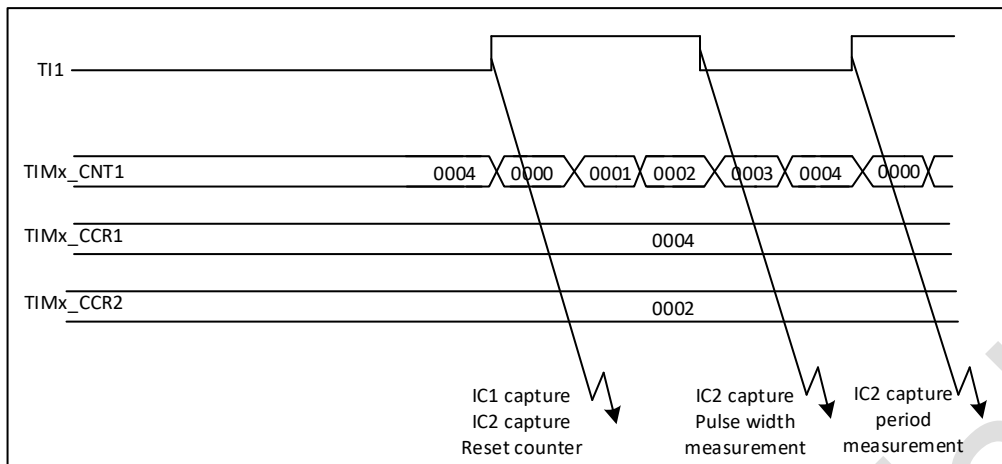 TI1
TIMx_CNT1
0004 0000 0001 0002 0003 0004 0000
TIMx_CCR1
0004
TIMx_CCR2
0002
IC1 capture
IC2 capture
Reset counter
IC2 capture
Pulse width
measurement
IC2 capture
period
measurement